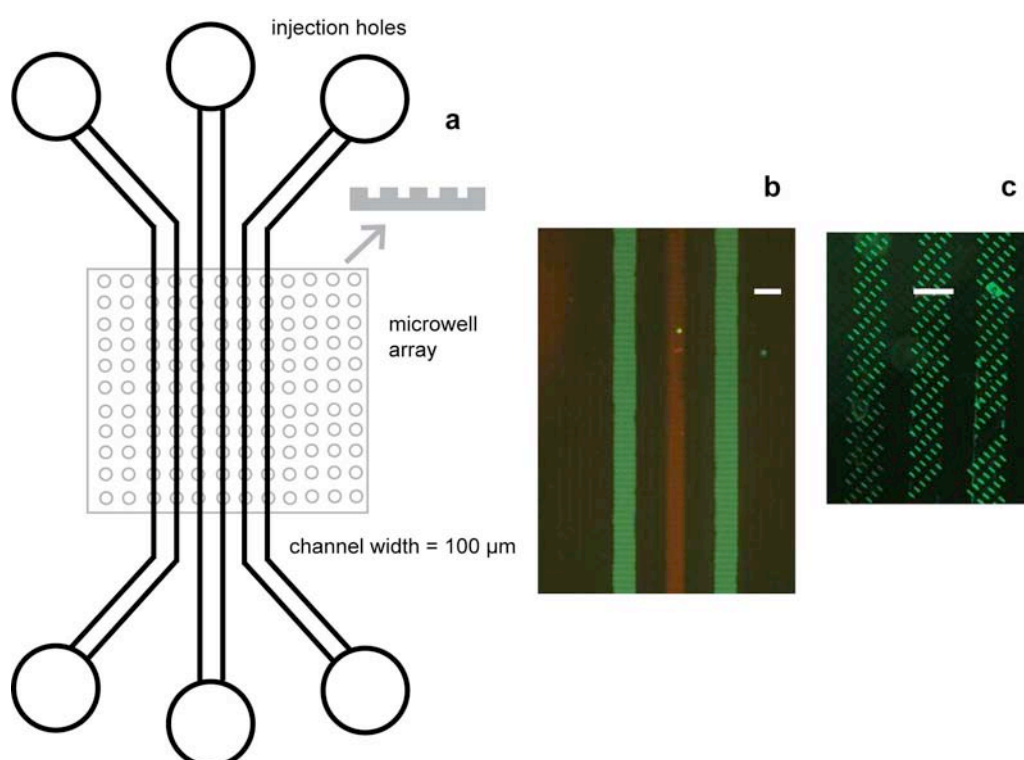 injection holes
a
b
c
microwell
array
channel width = 100 µm